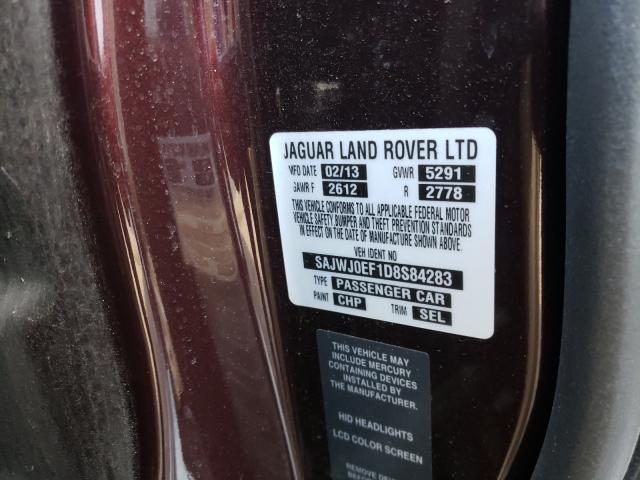 JAGUAR LAND ROVER LTD
MFD DATE 02/13 GVWR 5291
GAWR F 2612 R 2778
THIS VEHICLE CONFORMS TO ALL APPLICABLE FEDERAL MOTOR
VEHICLE SAFETY,BUMPER AND THEFT PREVENTION STANDARDS
IN EFFECT ON THE DATE OF MANUFACTURE SHOWN ABOVE.
VEH IDENT NO
SAJWJ0EF1D8S84283
TYPE PASSENGER CAR
PAINT CHP TRIM SEL
THIS VEHICLE MAY
INCLUDE MERCURY
CONTAINING DEVICES
INSTALLED BY
THE MANUFACTURER.
HID HEADLIGHTS
LCD COLOR SCREEN
REMOVE